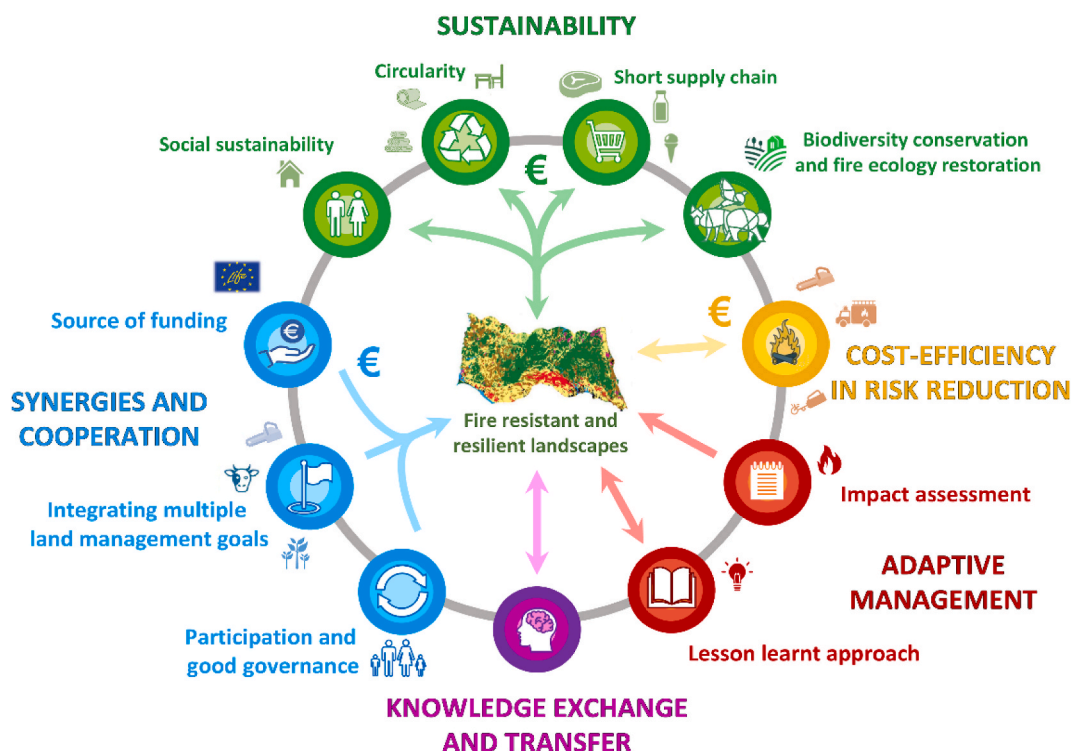 SUSTAINABILITY
Circularity
Short supply chain
Social sustainability
Biodiversity conservation
and fire ecology restoration
€
Life
Source of funding
€
€
€
COST-EFFICIENCY
IN RISK REDUCTION
SYNERGIES AND
COOPERATION
Fire resistant and
resilient landscapes
Integrating multiple
land management goals
Impact assessment
ADAPTIVE
MANAGEMENT
Participation and
good governance
Lesson learnt approach
KNOWLEDGE EXCHANGE
AND TRANSFER